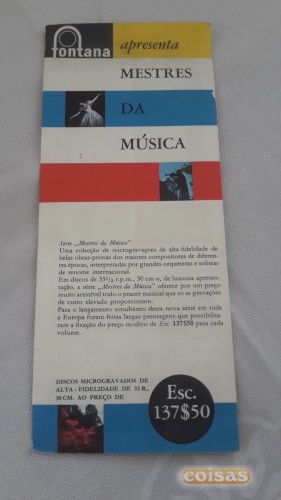 fontana
apresenta
MESTRES
DA
MÚSICA
Série „Mestres da Música”
Uma colecção de microgravações de alta-fidelidade de
belas obras-primas dos maiores compositores de diferen-
tes épocas, interpretadas por grandes orquestras e solistas
de renome internacional.
Em discos de 33 1/3 r.p.m., 30 cm o, de luxuosa apresen-
tação, a série „Mestres da Música” oferece por um preço
muito acessível todo o prazer musical que só as gravações
de custo elevado proporcionam.
Para o lançamento simultâneo desta nova série em toda
a Europa foram feitas largas prensagens que possibilita-
ram a fixação do preço módico de Esc. 137$50 para cada
volume.
DISCOS MICROGRAVADOS DE
ALTA-FIDELIDADE DE 33 R.,
30 CM. AO PREÇO DE
Esc.
137$50
coisas